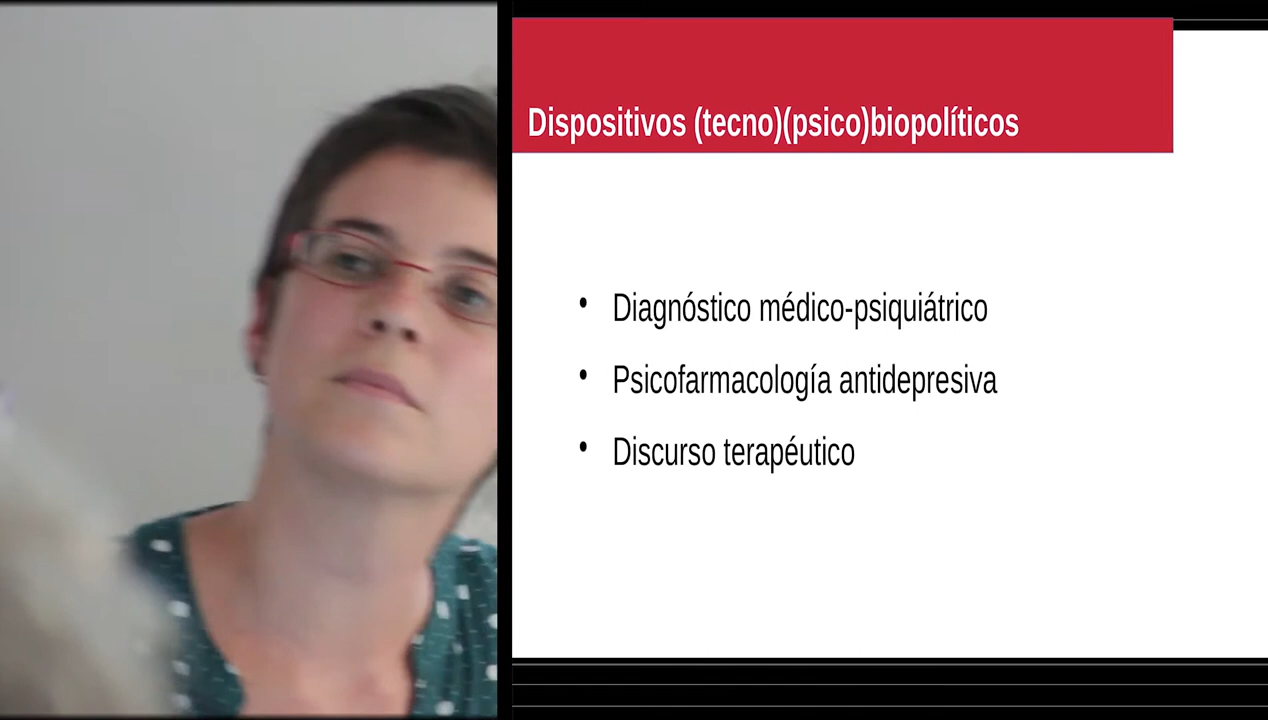 Dispositivos (tecno)(psico)biopolíticos
• Diagnóstico médico-psiquiátrico
• Psicofarmacología antidepresiva
• Discurso terapéutico